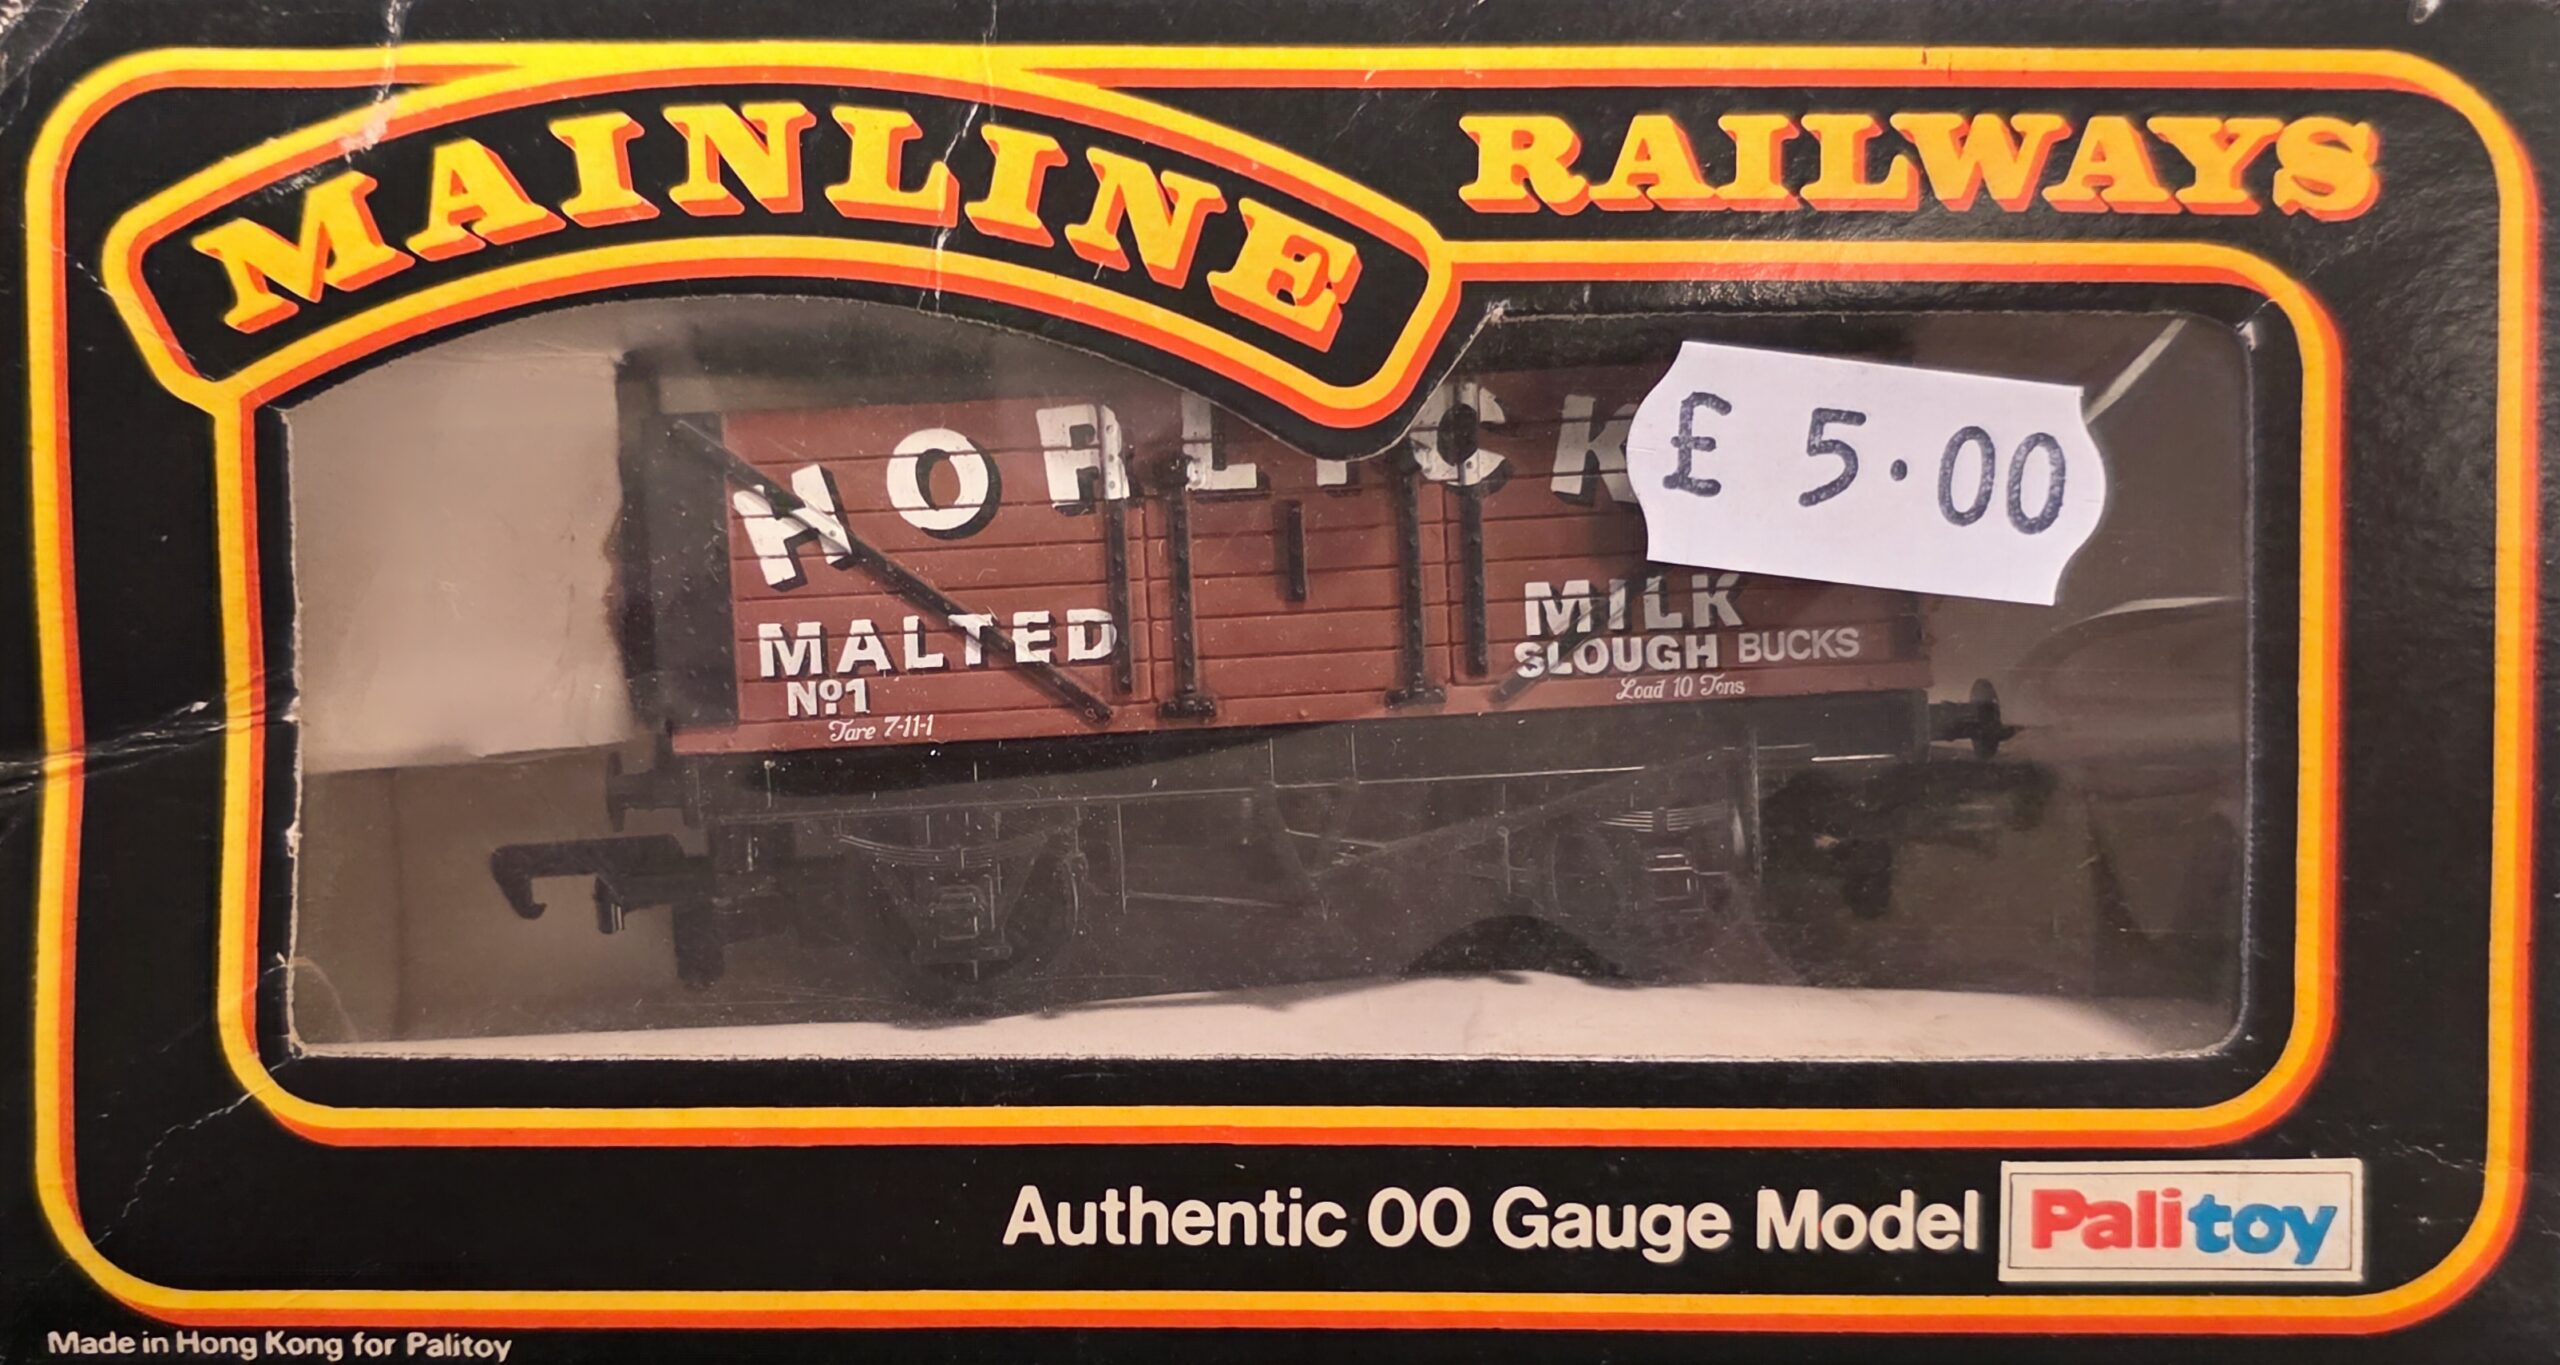 MAINLINE RAILWAYS
£ 5.00
HORLICK
MALTED MILK
SLOUGH BUCKS
Nº1
Load 10 Tons
Tare 7-11-1
Authentic 00 Gauge Model Palitoy
Made in Hong Kong for Palitoy